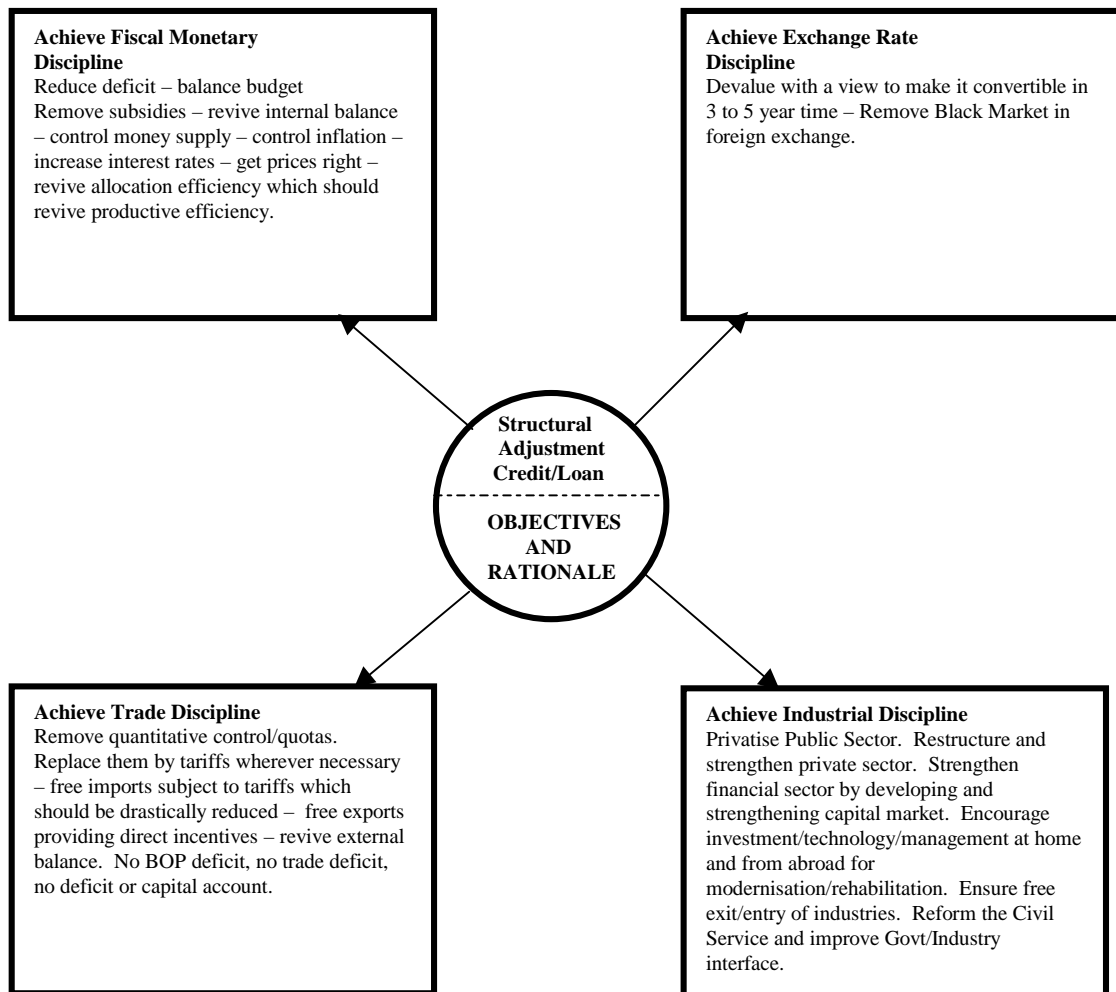 Achieve Fiscal Monetary
Discipline
Reduce deficit – balance budget
Remove subsidies – revive internal balance
– control money supply – control inflation –
increase interest rates – get prices right –
revive allocation efficiency which should
revive productive efficiency.
Achieve Exchange Rate
Discipline
Devalue with a view to make it convertible in
3 to 5 year time – Remove Black Market in
foreign exchange.
Structural
Adjustment
Credit/Loan
OBJECTIVES
AND
RATIONALE
Achieve Trade Discipline
Remove quantitative control/quotas.
Replace them by tariffs wherever necessary
– free imports subject to tariffs which
should be drastically reduced – free exports
providing direct incentives – revive external
balance. No BOP deficit, no trade deficit,
no deficit or capital account.
Achieve Industrial Discipline
Privatise Public Sector. Restructure and
strengthen private sector. Strengthen
financial sector by developing and
strengthening capital market. Encourage
investment/technology/management at home
and from abroad for
modernisation/rehabilitation. Ensure free
exit/entry of industries. Reform the Civil
Service and improve Govt/Industry
interface.